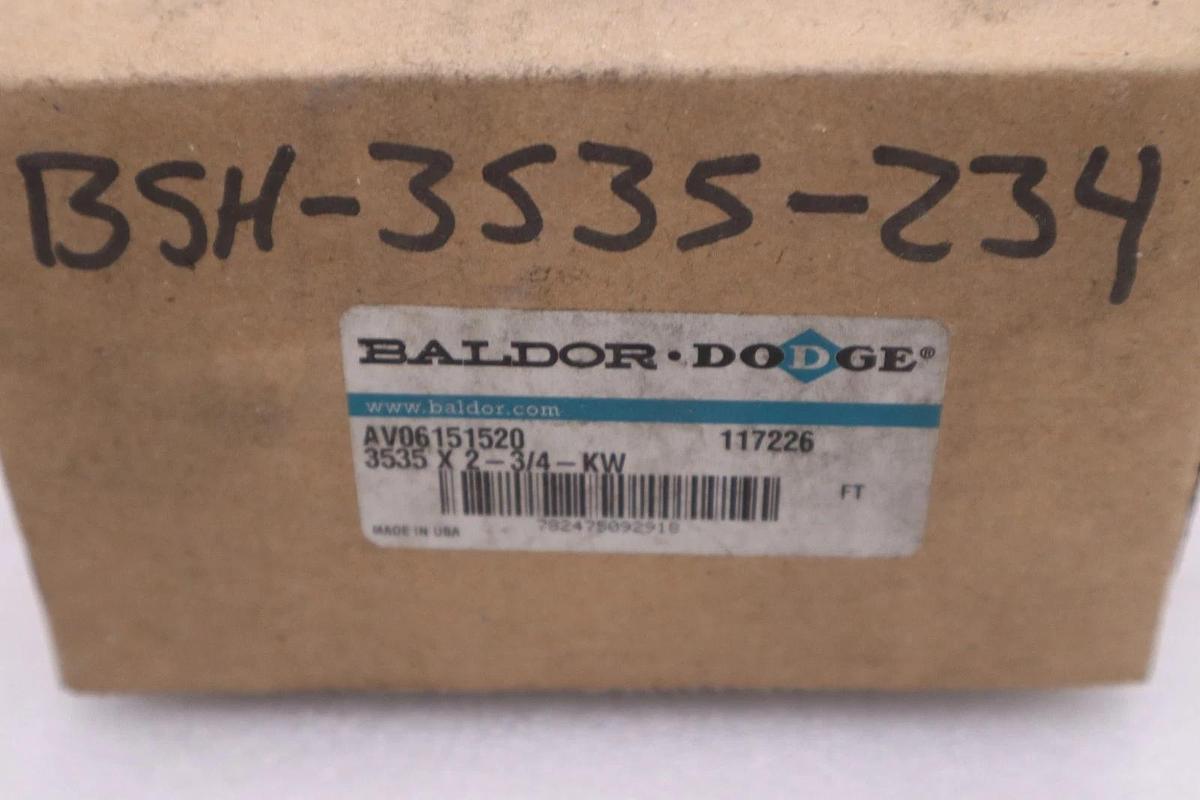 BSH-3535-234
BALDOR·DODGE®
www.baldor.com
AV06151520 117226
3535 X 2-3/4-KW
FT
MADE IN USA 782475092918